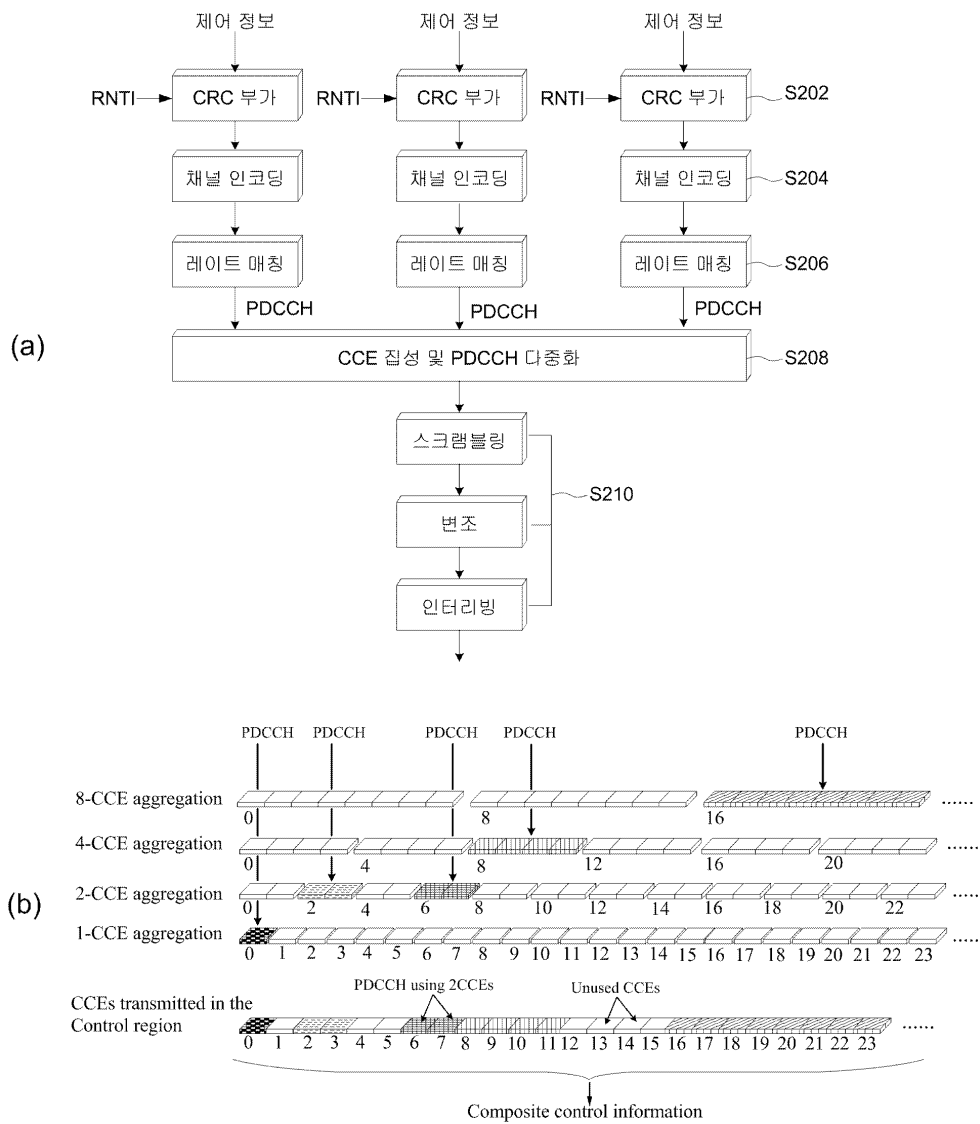 제어 정보 제어 정보 제어 정보
RNTI CRC 부가 RNTI CRC 부가 RNTI CRC 부가 S202
채널 인코딩 채널 인코딩 채널 인코딩 S204
레이트 매칭 레이트 매칭 레이트 매칭 S206
PDCCH PDCCH PDCCH
(a)
CCE 집성 및 PDCCH 다중화 S208
스크램블링
변조 S210
인터리빙
(b)
PDCCH PDCCH PDCCH PDCCH PDCCH
8-CCE aggregation ......
0 8 16
4-CCE aggregation ......
0 4 8 12 16 20
2-CCE aggregation ......
0 2 4 6 8 10 12 14 16 18 20 22
1-CCE aggregation ......
0 1 2 3 4 5 6 7 8 9 10 11 12 13 14 15 16 17 18 19 20 21 22 23
PDCCH using 2CCEs Unused CCEs
CCEs transmitted in the
Control region ......
0 1 2 3 4 5 6 7 8 9 10 11 12 13 14 15 16 17 18 19 20 21 22 23
Composite control information